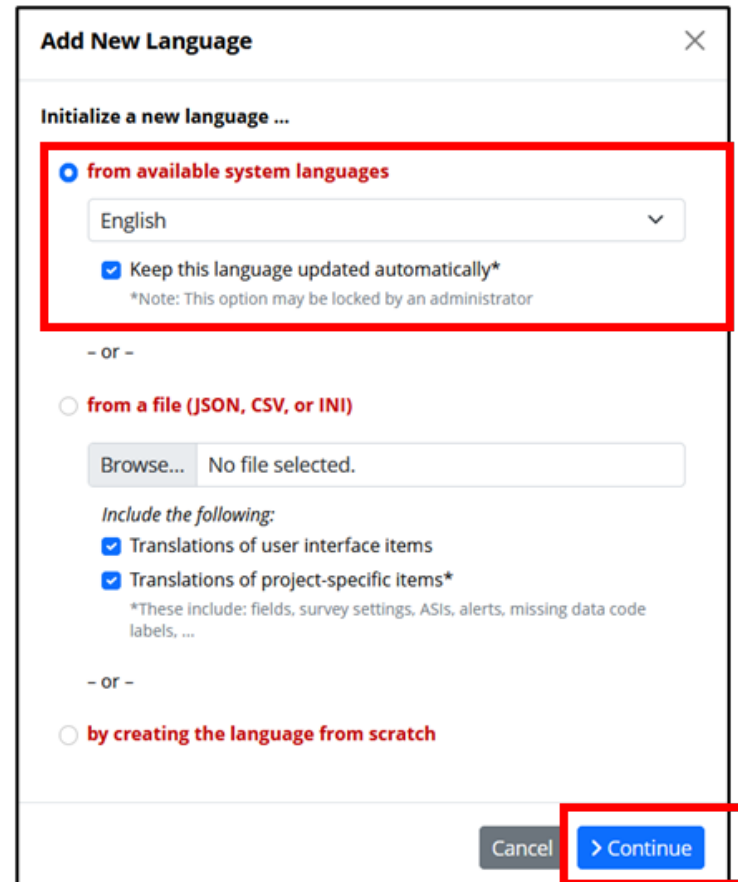 Add New Language
Initialize a new language ...
from available system languages
English
Keep this language updated automatically*
*Note: This option may be locked by an administrator
– or –
from a file (JSON, CSV, or INI)
Browse... No file selected.
Include the following:
Translations of user interface items
Translations of project-specific items*
*These include: fields, survey settings, ASIs, alerts, missing data code
labels, ...
– or –
by creating the language from scratch
Cancel Continue